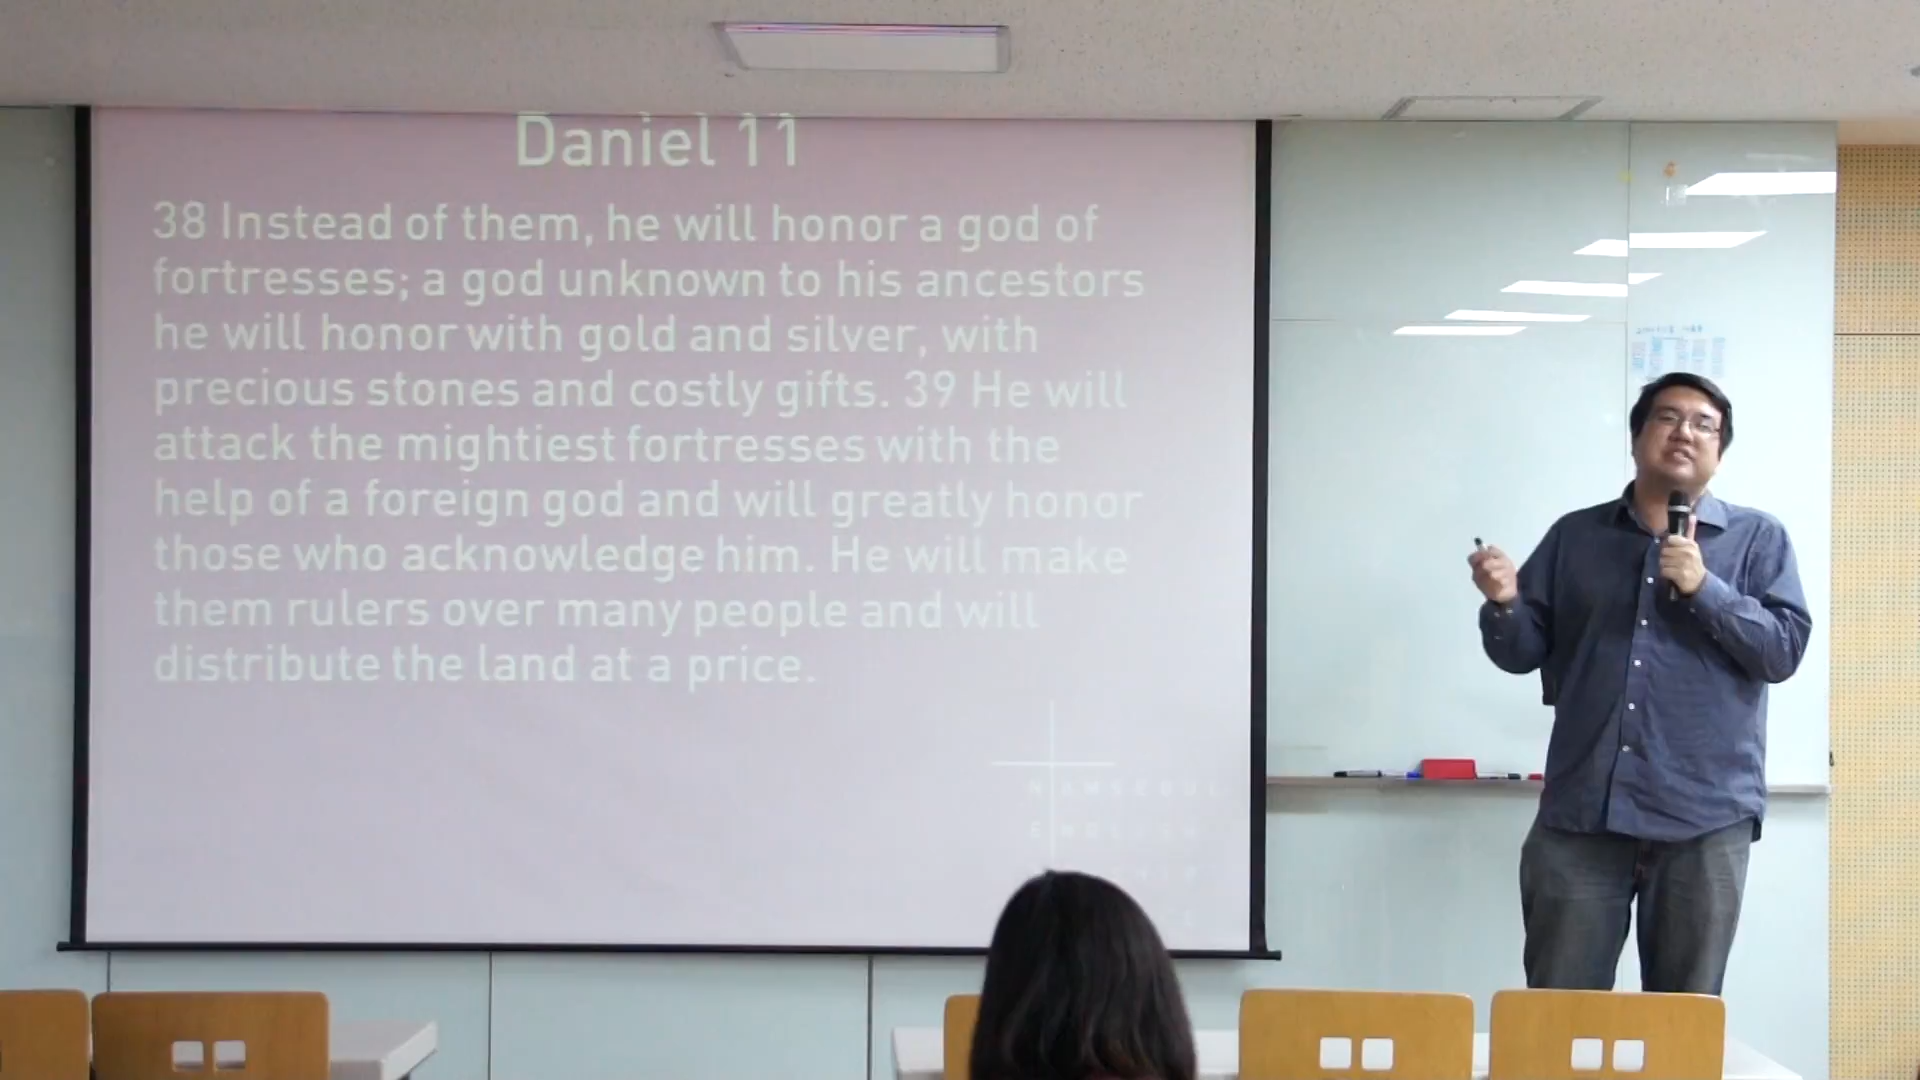 Daniel 11
38 Instead of them, he will honor a god of
fortresses; a god unknown to his ancestors
he will honor with gold and silver, with
precious stones and costly gifts. 39 He will
attack the mightiest fortresses with the
help of a foreign god and will greatly honor
those who acknowledge him. He will make
them rulers over many people and will
distribute the land at a price.
NAMSEOUL
ENGLISH